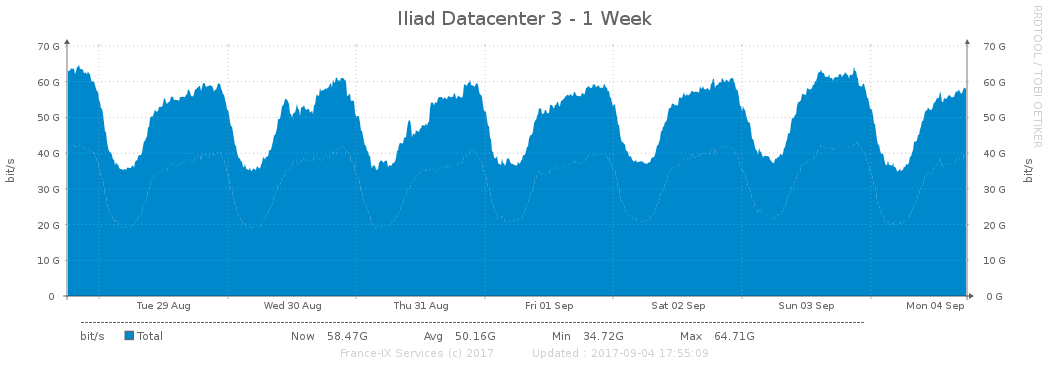 Iliad Datacenter 3 - 1 Week
RRDTOOL / TOBI OETIKER
70 G 70 G
60 G 60 G
50 G 50 G
40 G 40 G
30 G 30 G
20 G 20 G
10 G 10 G
0 0 G
bit/s bit/s
Tue 29 Aug Wed 30 Aug Thu 31 Aug Fri 01 Sep Sat 02 Sep Sun 03 Sep Mon 04 Sep
bit/s Total Now 58.47G Avg 50.16G Min 34.72G Max 64.71G
France-IX Services (c) 2017 Updated : 2017-09-04 17:55:09